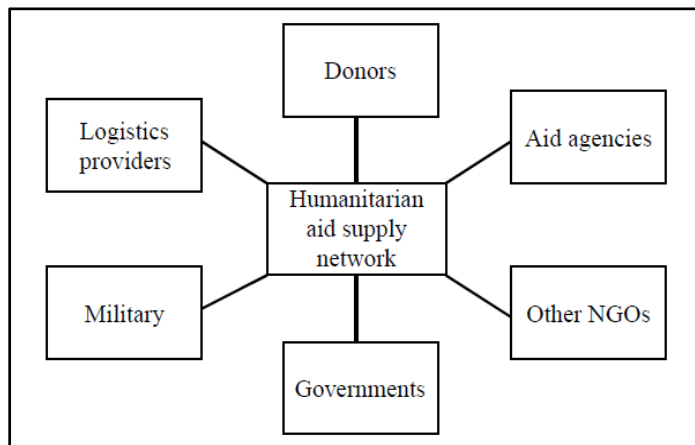 Donors
Logistics
providers
Aid agencies
Humanitarian
aid supply
network
Military
Other NGOs
Governments